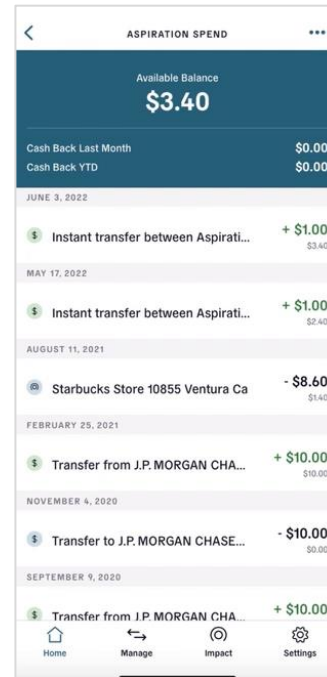 ASPIRATION SPEND
Available Balance
$3.40
Cash Back Last Month $0.00
Cash Back YTD $0.00
JUNE 3, 2022
Instant transfer between Aspirati... + $1.00
$3.40
MAY 17, 2022
Instant transfer between Aspirati... + $1.00
$2.40
AUGUST 11, 2021
Starbucks Store 10855 Ventura Ca - $8.60
$1.40
FEBRUARY 25, 2021
Transfer from J.P. MORGAN CHA... + $10.00
$10.00
NOVEMBER 4, 2020
Transfer to J.P. MORGAN CHASE... - $10.00
$0.00
SEPTEMBER 9, 2020
Transfer from J.P. MORGAN CHA... + $10.00
Home Manage Impact Settings